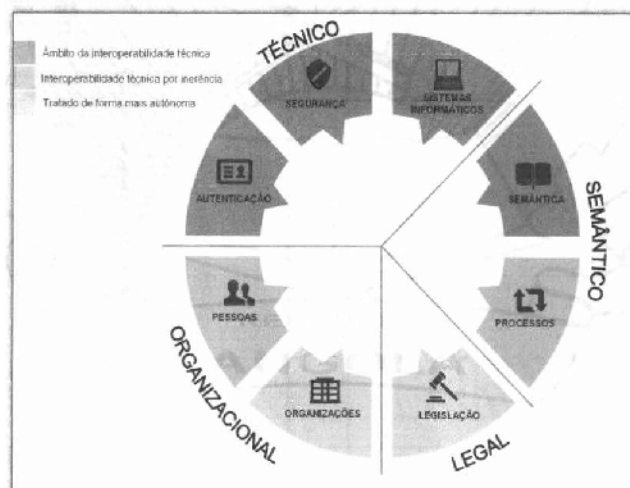 Âmbito da interoperabilidade técnica
Interoperabilidade técnica por inerência
Tratado de forma mais autónoma
TÉCNICO
SEGURANÇA
SISTEMAS
INFORMÁTICOS
AUTENTICAÇÃO
SEMÂNTICA
SEMÂNTICO
PESSOAS
PROCESSOS
ORGANIZAÇÕES
LEGISLAÇÃO
ORGANIZACIONAL
LEGAL